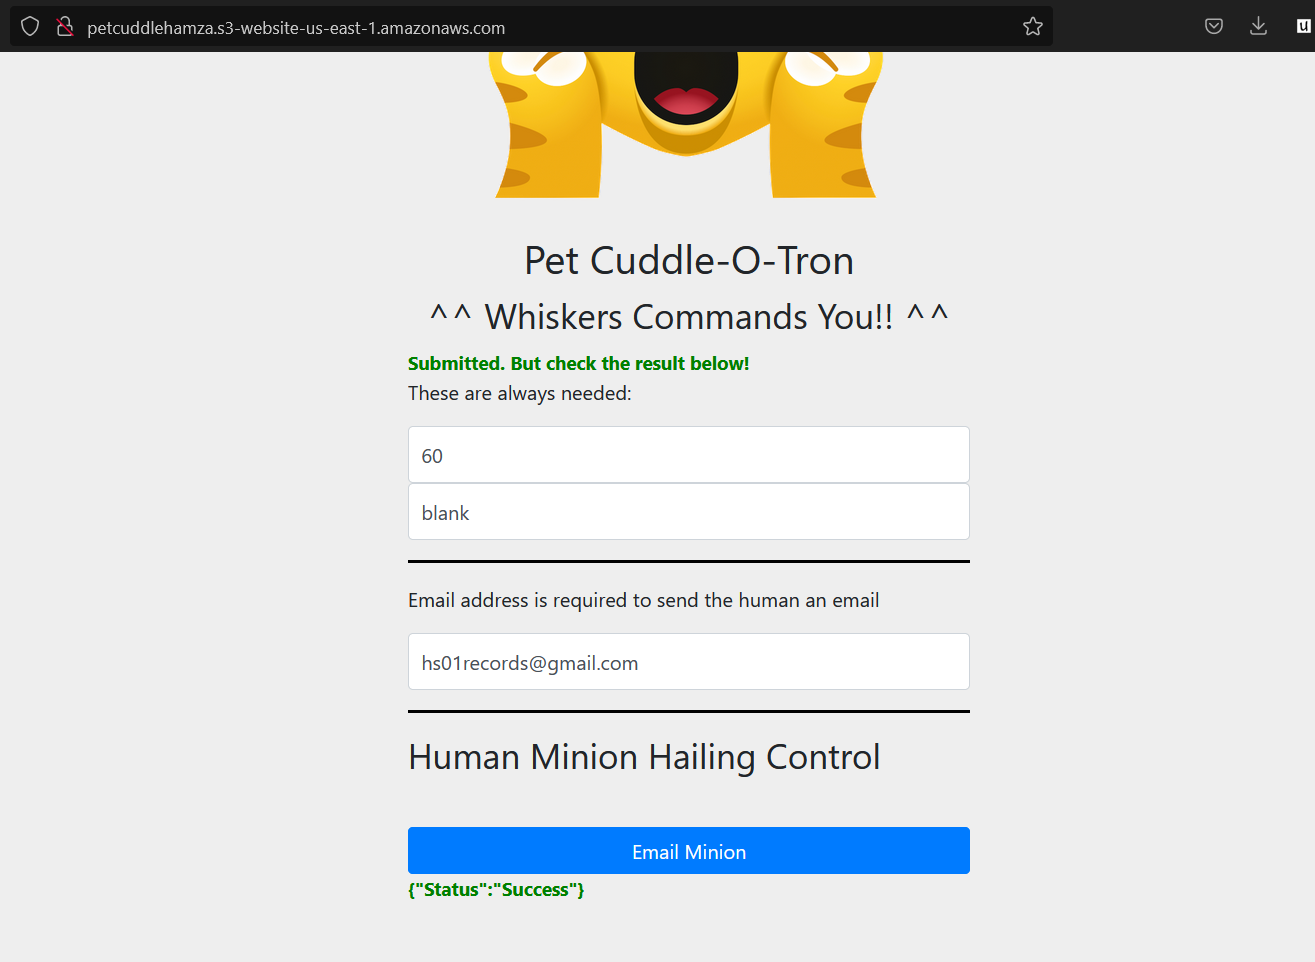 petcuddlehamza.s3-website-us-east-1.amazonaws.com
Pet Cuddle-O-Tron
^^ Whiskers Commands You!! ^^
Submitted. But check the result below!
These are always needed:
60
blank
Email address is required to send the human an email
hs01records@gmail.com
Human Minion Hailing Control
Email Minion
{"Status":"Success"}